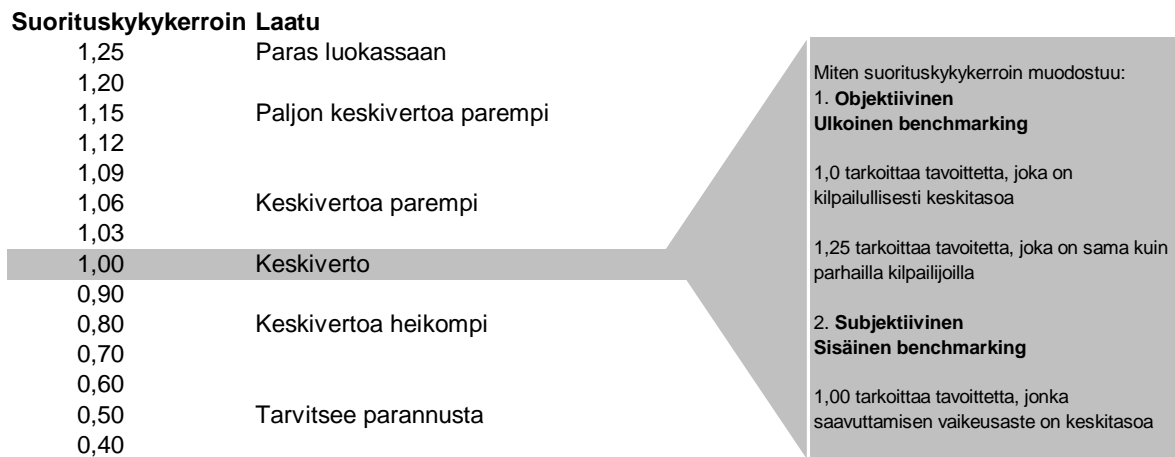 Suorituskykykerroin Laatu
1,25 Paras luokassaan
1,20
1,15 Paljon keskivertoa parempi
1,12
1,09
1,06 Keskivertoa parempi
1,03
1,00 Keskiverto
0,90
0,80 Keskivertoa heikompi
0,70
0,60
0,50 Tarvitsee parannusta
0,40
Miten suorituskykykerroin muodostuu:
1. Objektiivinen
Ulkoinen benchmarking
1,0 tarkoittaa tavoittetta, joka on
kilpailullisesti keskitasoa
1,25 tarkoittaa tavoitetta, joka on sama kuin
parhailla kilpailijoilla
2. Subjektiivinen
Sisäinen benchmarking
1,00 tarkoittaa tavoittetta, jonka
saavuttamisen vaikeusaste on keskitasoa